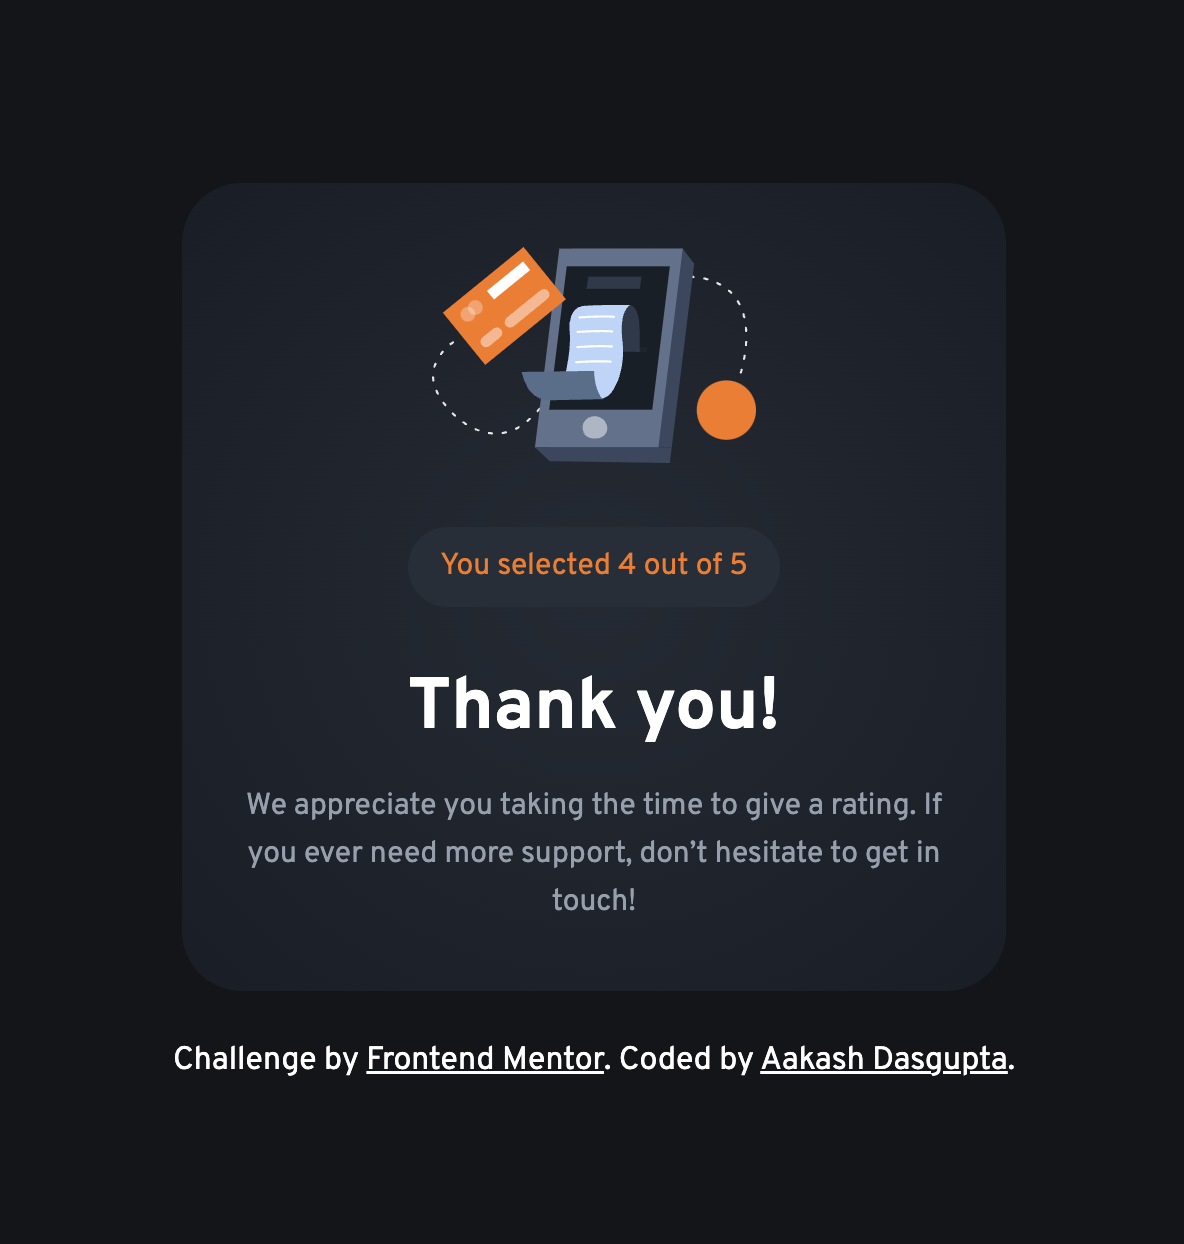 You selected 4 out of 5
Thank you!
We appreciate you taking the time to give a rating. If
you ever need more support, don’t hesitate to get in
touch!
Challenge by Frontend Mentor. Coded by Aakash Dasgupta.